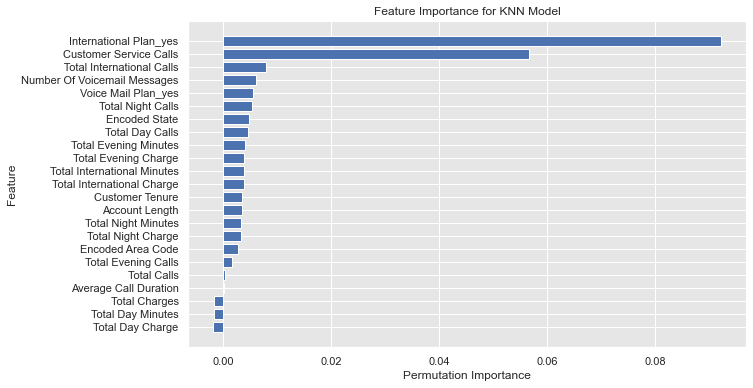 Feature Importance for KNN Model
Feature
International Plan_yes
Customer Service Calls
Total International Calls
Number Of Voicemail Messages
Voice Mail Plan_yes
Total Night Calls
Encoded State
Total Day Calls
Total Evening Minutes
Total Evening Charge
Total International Minutes
Total International Charge
Customer Tenure
Account Length
Total Night Minutes
Total Night Charge
Encoded Area Code
Total Evening Calls
Total Calls
Average Call Duration
Total Charges
Total Day Minutes
Total Day Charge
0.00 0.02 0.04 0.06 0.08
Permutation Importance